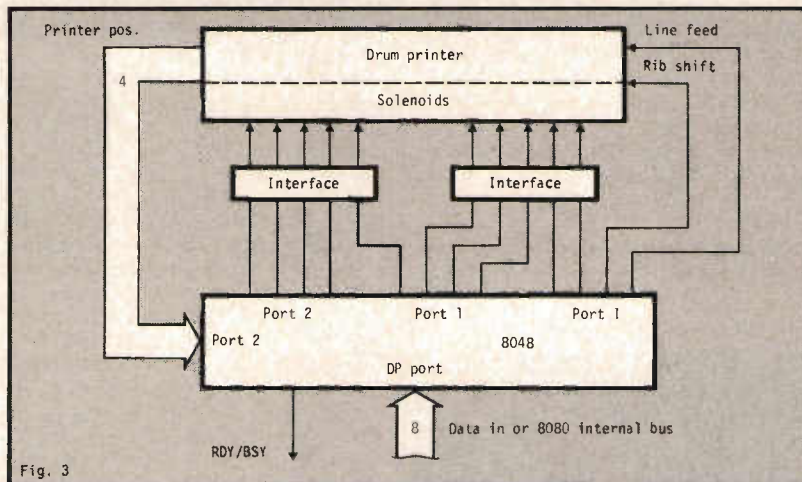 Printer pos.
Line feed
Drum printer
4
Rib shift
Solenoids
Interface
Interface
Port 2
Port 1
Port I
Port 2
8048
DP port
8
Data in or 8080 internal bus
RDY/BSY
Fig. 3